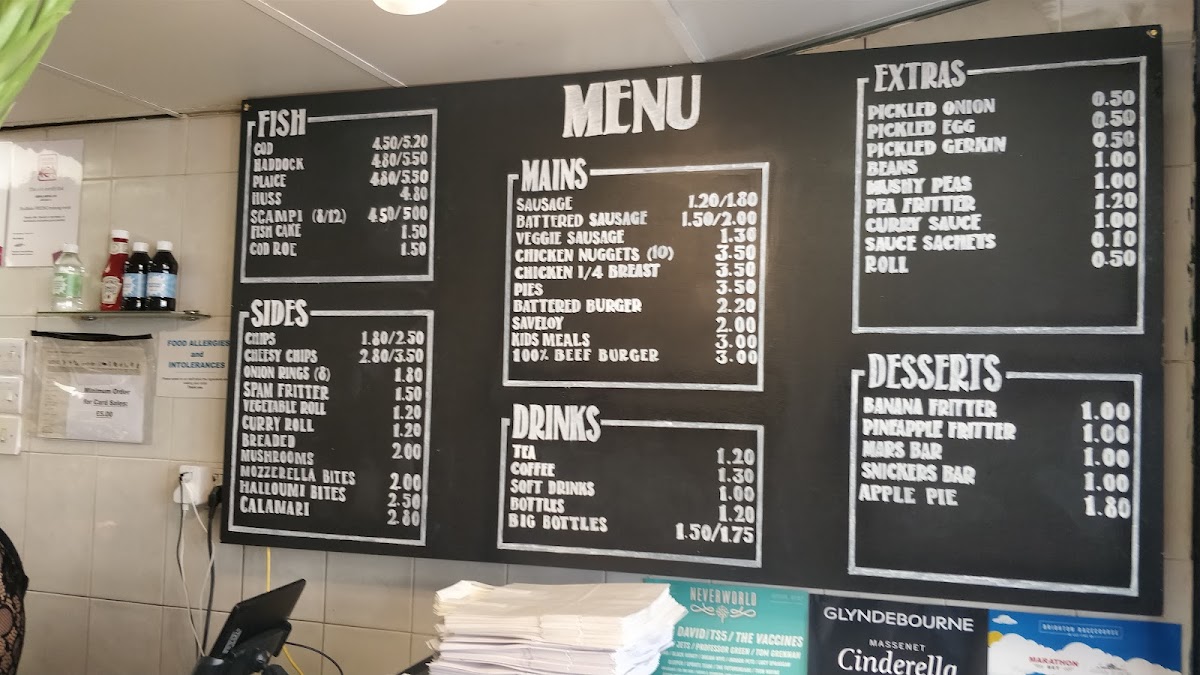 MENU
FISH
COD 4.50/5.20
HADDOCK 4.80/5.50
PLAICE 4.80/5.50
HUSS 4.80
SCAMPI (8/12) 4.50/500
FISH CAKE 1.50
COD ROE 1.50
SIDES
CHIPS 1.80/2.50
CHEESY CHIPS 2.80/3.50
ONION RINGS (8) 1.80
SPAM FRITTER 1.50
VEGETABLE ROLL 1.20
CURRY ROLL 1.20
BREADED
MUSHROOMS 2.00
MOZZERELLA BITES 2.00
HALLOUMI BITES 2.50
CALAMARI 2.80
MAINS
SAUSAGE 1.20/1.80
BATTERED SAUSAGE 1.50/2.00
VEGGIE SAUSAGE 1.30
CHICKEN NUGGETS (10) 3.50
CHICKEN 1/4 BREAST 3.50
PIES 3.50
BATTERED BURGER 2.20
SAVELOY 2.00
KIDS MEALS 3.00
100% BEEF BURGER 3.00
DRINKS
TEA 1.20
COFFEE 1.30
SOFT DRINKS 1.00
BOTTLES 1.20
BIG BOTTLES 1.50/1.75
EXTRAS
PICKLED ONION 0.50
PICKLED EGG 0.50
PICKLED GERKIN 0.50
BEANS 1.00
MUSHY PEAS 1.00
PEA FRITTER 1.20
CURRY SAUCE 1.00
SAUCE SACHETS 0.10
ROLL 0.50
DESSERTS
BANANA FRITTER 1.00
PINEAPPLE FRITTER 1.00
MARS BAR 1.00
SNICKERS BAR 1.00
APPLE PIE 1.80
FOOD ALLERGIES
and
INTOLERANCES
Minimum Order
for Card Sales:
£5.00
NEVERWORLD
DAVID/TS5/THE VACCINES
JETS/PROFESSOR GREEN/TOM GRENNAN
GLYNDEBOURNE
MASSENET
Cinderella
BRIGHTON RACECOURSE
MARATHON